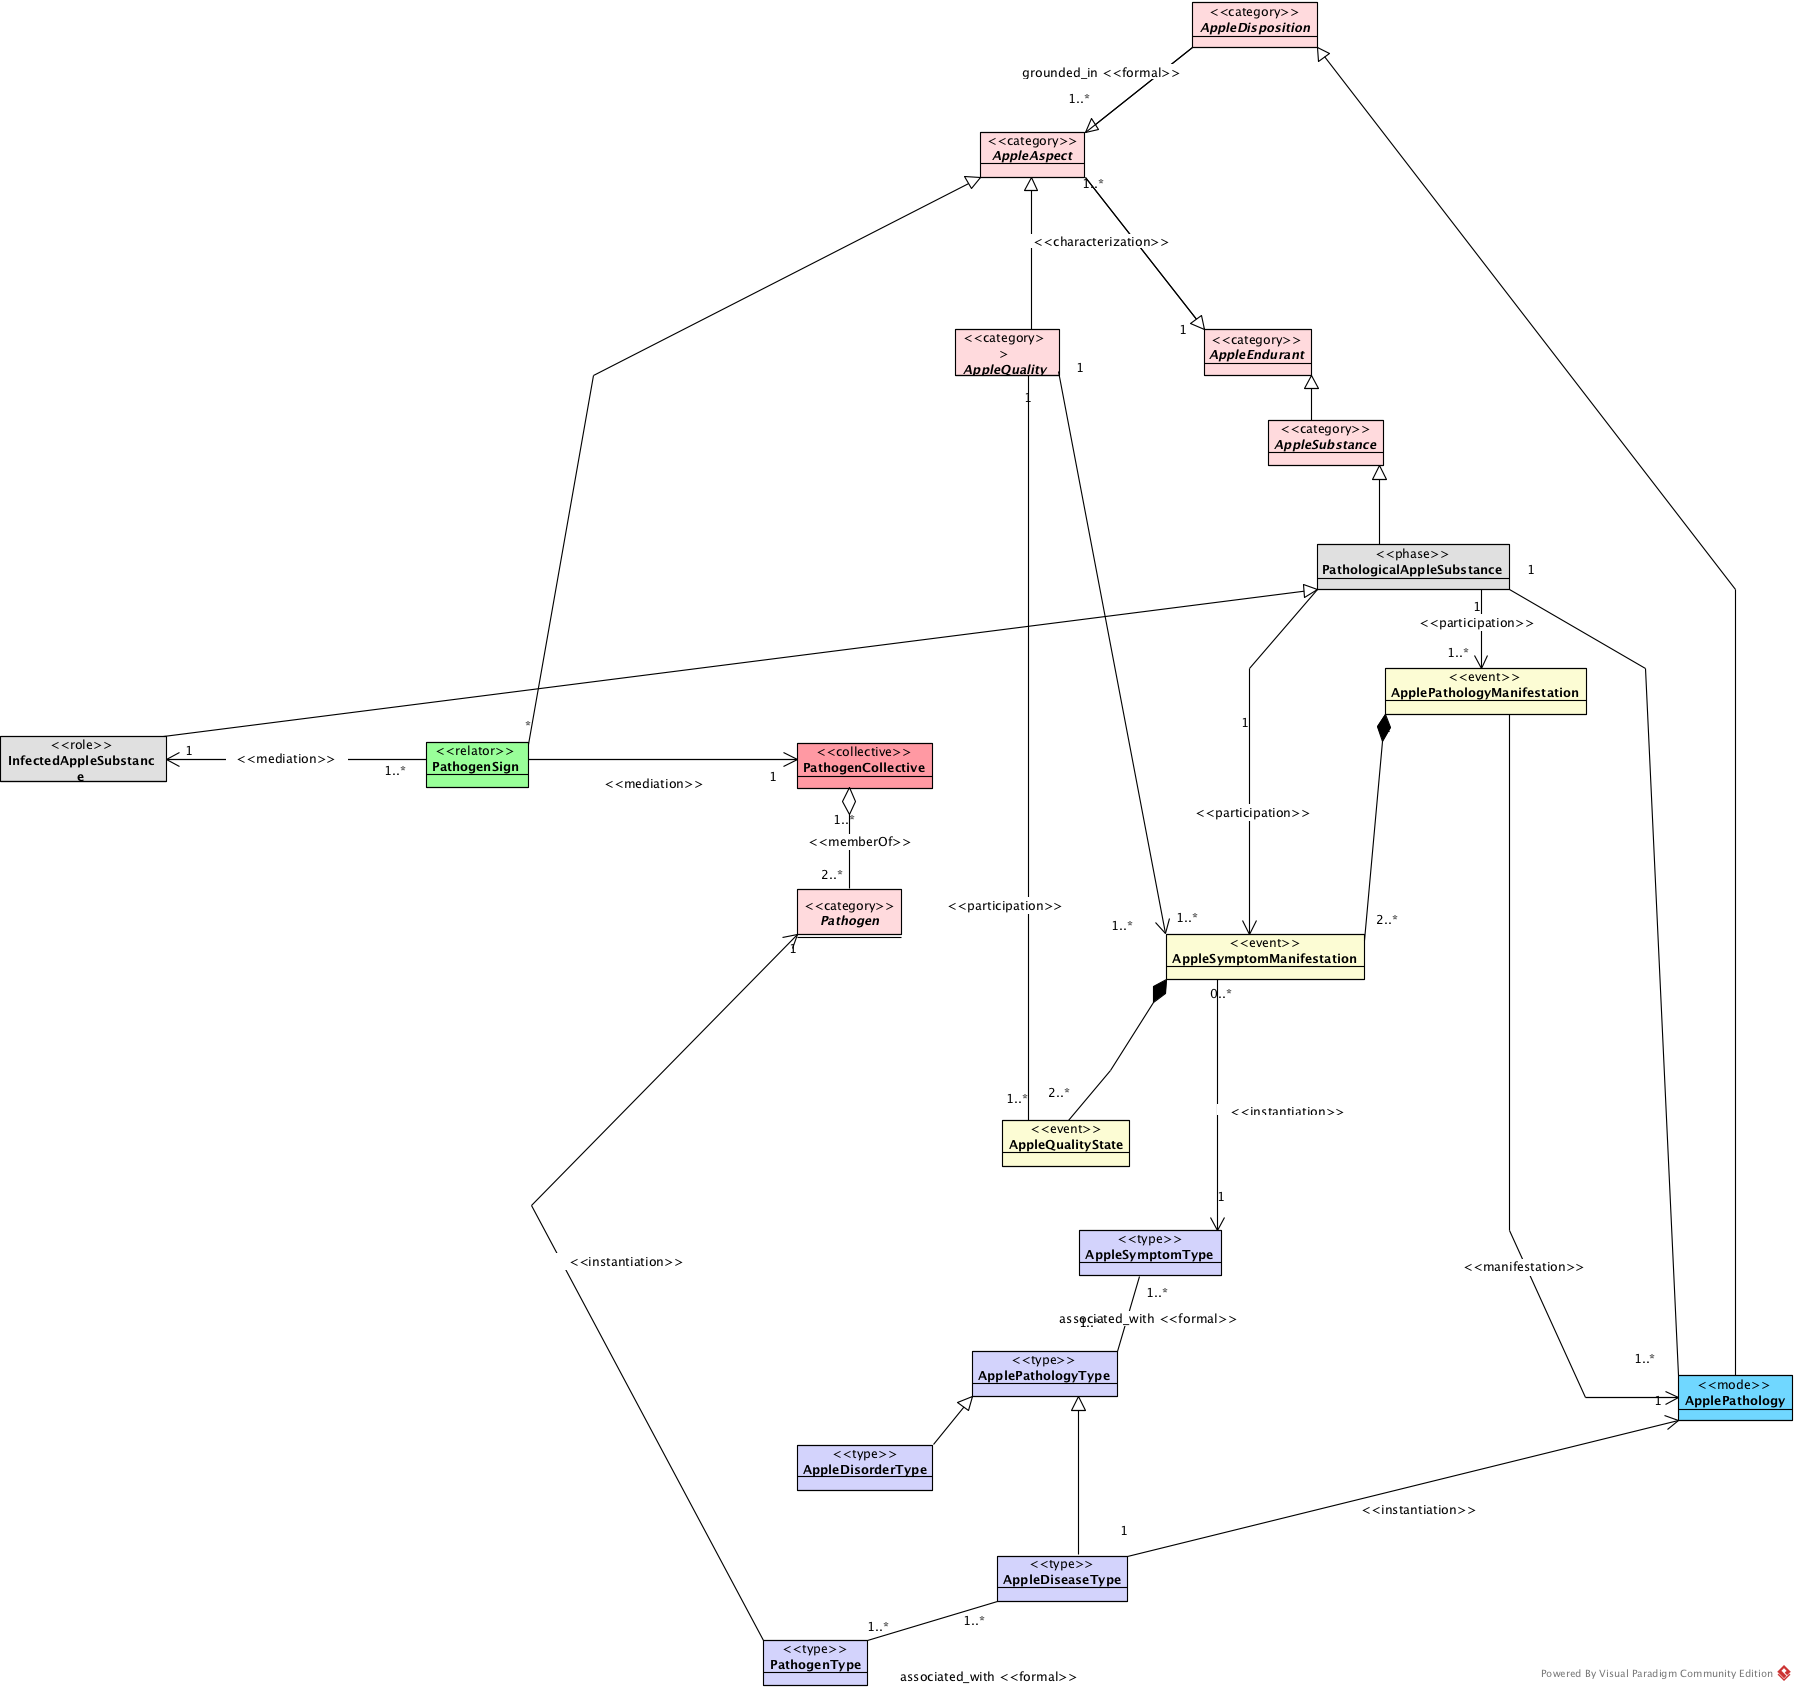 <<category>>
AppleDisposition
grounded_in <<formal>>
1..*
<<category>>
AppleAspect
1..*
<<characterization>>
1
<<category>
>
AppleQuality
1
1
<<category>>
AppleEndurant
<<category>>
AppleSubstance
<<phase>>
PathologicalAppleSubstance
1
1
<<participation>>
1..*
<<event>>
ApplePathologyManifestation
*
1
<<role>>
InfectedAppleSubstanc
e
1
<<mediation>>
1..*
<<relator>>
PathogenSign
<<mediation>>
1
<<collective>>
PathogenCollective
1..*
<<memberOf>>
2..*
<<participation>>
<<category>>
Pathogen
1
<<participation>>
1..*
1..*
2..*
<<event>>
AppleSymptomManifestation
0..*
2..*
1..*
<<event>>
AppleQualityState
<<instantiation>>
1
<<type>>
AppleSymptomType
<<instantiation>>
<<manifestation>>
1..*
associated_with <<formal>>
1..*
<<type>>
ApplePathologyType
1..*
1
<<mode>>
ApplePathology
<<type>>
AppleDisorderType
<<instantiation>>
1
<<type>>
AppleDiseaseType
1..*
1..*
<<type>>
PathogenType
associated_with <<formal>>
Powered By Visual Paradigm Community Edition